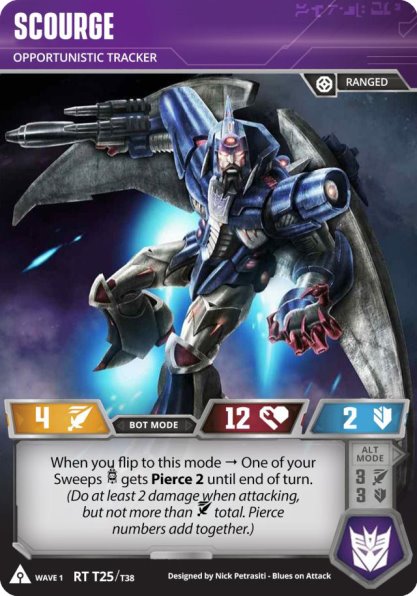 SCOURGE
OPPORTUNISTIC TRACKER
RANGED
4
BOT MODE
12
2
ALT
MODE
3
3
When you flip to this mode → One of your
Sweeps gets Pierce 2 until end of turn.
(Do at least 2 damage when attacking,
but not more than total. Pierce
numbers add together.)
WAVE 1 RT T25/T38 Designed by Nick Petrasiti - Blues on Attack